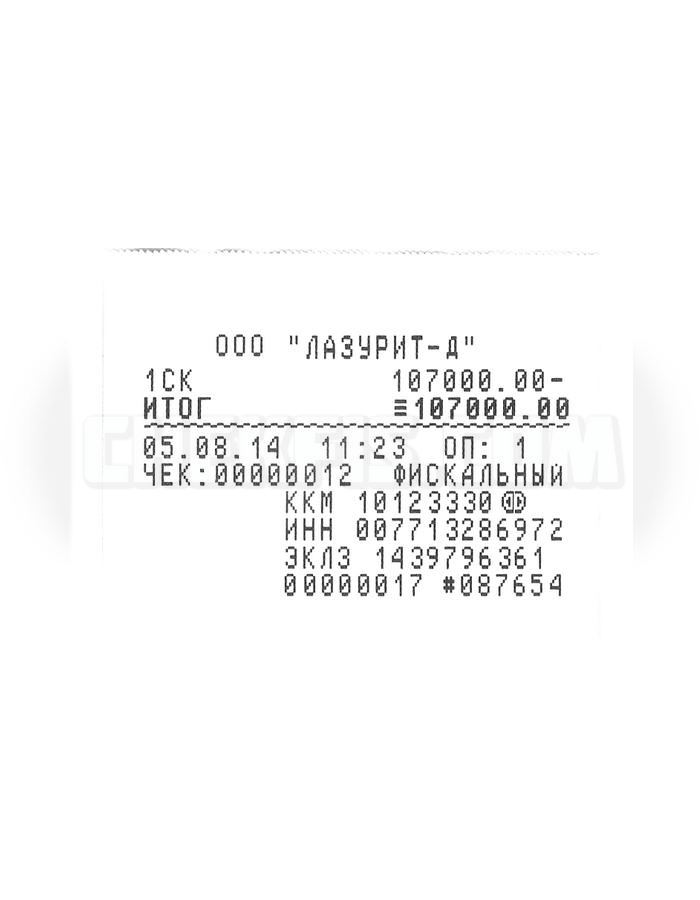 ООО "ЛАЗУРИТ-Д"
1СК 107000.00-
ИТОГ ≡107000.00
05.08.14 11:23 ОП: 1
ЧЕК:00000012 ФИСКАЛЬНЫЙ
ККМ 10123330
ИНН 007713286972
ЭКЛЗ 1439796361
00000017 #087654